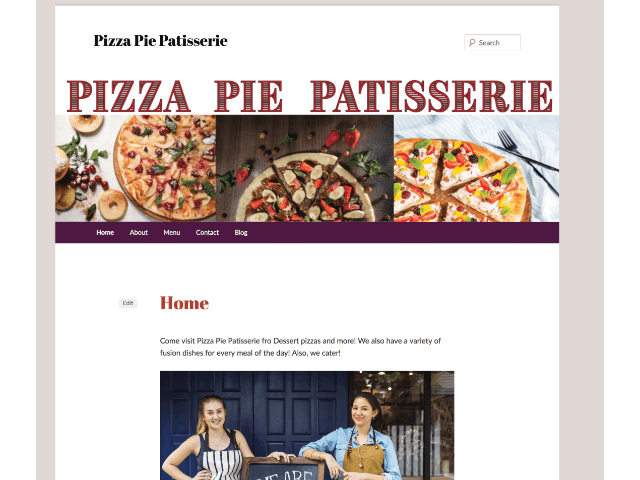 Pizza Pie Patisserie
Search
PIZZA PIE PATISSERIE
Home About Menu Contact Blog
Edit
Home
Come visit Pizza Pie Patisserie fro Dessert pizzas and more! We also have a variety of
fusion dishes for every meal of the day! Also, we cater!
WE ARE